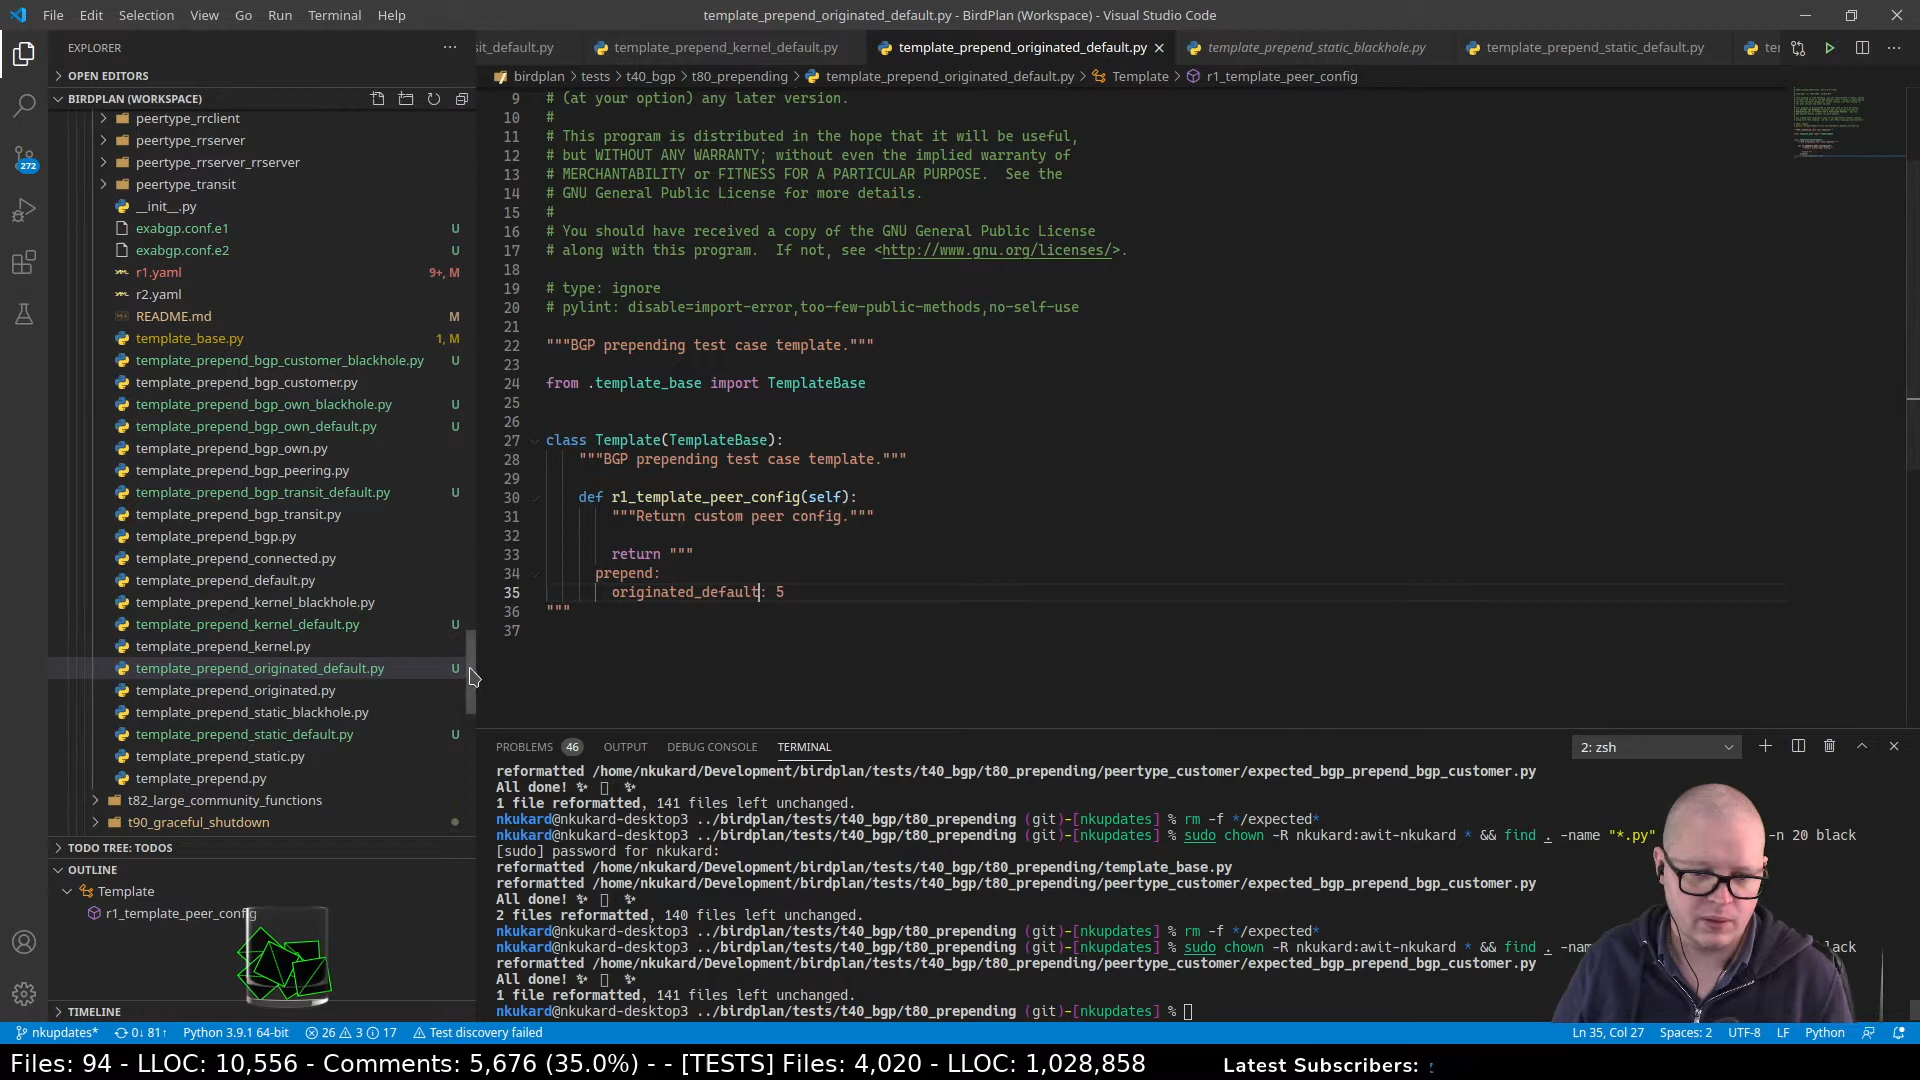 File Edit Selection View Go Run Terminal Help
template_prepend_originated_default.py - BirdPlan (Workspace) - Visual Studio Code
EXPLORER
OPEN EDITORS
BIRDPLAN (WORKSPACE)
peertype_rrclient
peertype_rrserver
peertype_rrserver_rrserver
peertype_transit
__init__.py
exabgp.conf.e1 U
exabgp.conf.e2 U
r1.yaml 9+, M
r2.yaml
README.md M
template_base.py 1, M
template_prepend_bgp_customer_blackhole.py U
template_prepend_bgp_customer.py
template_prepend_bgp_own_blackhole.py U
template_prepend_bgp_own_default.py U
template_prepend_bgp_own.py
template_prepend_bgp_peering.py
template_prepend_bgp_transit_default.py U
template_prepend_bgp_transit.py
template_prepend_bgp.py
template_prepend_connected.py
template_prepend_default.py
template_prepend_kernel_blackhole.py
template_prepend_kernel_default.py U
template_prepend_kernel.py
template_prepend_originated_default.py U
template_prepend_originated.py
template_prepend_static_blackhole.py
template_prepend_static_default.py U
template_prepend_static.py
template_prepend.py
t82_large_community_functions
t90_graceful_shutdown
TODO TREE: TODOS
OUTLINE
Template
r1_template_peer_config
TIMELINE
272
sit_default.py template_prepend_kernel_default.py template_prepend_originated_default.py template_prepend_static_blackhole.py template_prepend_static_default.py
birdplan > tests > t40_bgp > t80_prepending > template_prepend_originated_default.py > Template > r1_template_peer_config
9 # (at your option) any later version.
10 #
11 # This program is distributed in the hope that it will be useful,
12 # but WITHOUT ANY WARRANTY; without even the implied warranty of
13 # MERCHANTABILITY or FITNESS FOR A PARTICULAR PURPOSE.  See the
14 # GNU General Public License for more details.
15 #
16 # You should have received a copy of the GNU General Public License
17 # along with this program.  If not, see <http://www.gnu.org/licenses/>.
18
19 # type: ignore
20 # pylint: disable=import-error,too-few-public-methods,no-self-use
21
22 """BGP prepending test case template."""
23
24 from .template_base import TemplateBase
25
26
27 class Template(TemplateBase):
28 """BGP prepending test case template."""
29
30 def r1_template_peer_config(self):
31 """Return custom peer config."""
32
33 return """
34 prepend:
35 originated_default: 5
36 """
37
PROBLEMS 46 OUTPUT DEBUG CONSOLE TERMINAL 2: zsh
reformatted /home/nkukard/Development/birdplan/tests/t40_bgp/t80_prepending/peertype_customer/expected_bgp_prepend_bgp_customer.py
All done! ✨ ✨
1 file reformatted, 141 files left unchanged.
nkukard@nkukard-desktop3 ../birdplan/tests/t40_bgp/t80_prepending (git)-[nkupdates] % rm -f */expected*
nkukard@nkukard-desktop3 ../birdplan/tests/t40_bgp/t80_prepending (git)-[nkupdates] % sudo chown -R nkukard:awit-nkukard * && find . -name "*.py" -n 20 black
[sudo] password for nkukard:
reformatted /home/nkukard/Development/birdplan/tests/t40_bgp/t80_prepending/template_base.py
reformatted /home/nkukard/Development/birdplan/tests/t40_bgp/t80_prepending/peertype_customer/expected_bgp_prepend_bgp_customer.py
All done! ✨ ✨
2 files reformatted, 140 files left unchanged.
nkukard@nkukard-desktop3 ../birdplan/tests/t40_bgp/t80_prepending (git)-[nkupdates] % rm -f */expected*
nkukard@nkukard-desktop3 ../birdplan/tests/t40_bgp/t80_prepending (git)-[nkupdates] % sudo chown -R nkukard:awit-nkukard * && find . -name black
reformatted /home/nkukard/Development/birdplan/tests/t40_bgp/t80_prepending/peertype_customer/expected_bgp_prepend_bgp_customer.py
All done! ✨ ✨
1 file reformatted, 141 files left unchanged.
nkukard@nkukard-desktop3 ../birdplan/tests/t40_bgp/t80_prepending (git)-[nkupdates] %
nkupdates* 0↓ 81↑ Python 3.9.1 64-bit 26 3 17 Test discovery failed Ln 35, Col 27 Spaces: 2 UTF-8 LF Python
Files: 94 - LLOC: 10,556 - Comments: 5,676 (35.0%) - - [TESTS] Files: 4,020 - LLOC: 1,028,858 Latest Subscribers: